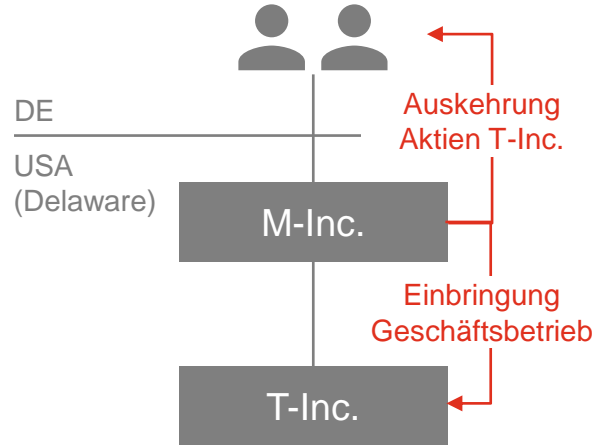 DE
USA
(Delaware)
Auskehrung
Aktien T-Inc.
M-Inc.
Einbringung
Geschäftsbetrieb
T-Inc.